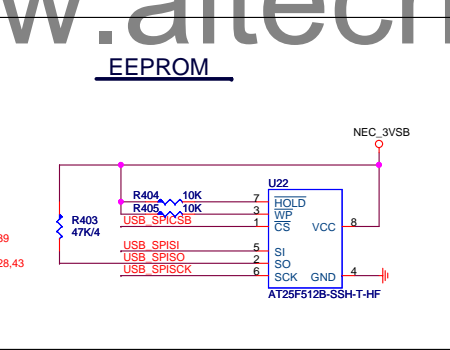 w.aitech
EEPROM
NEC_3VSB
U22
R404 10K
7 HOLD
R405 10K
3 WP
USB_SPICSB
1 CS
VCC 8
R403
47K/4
39
USB_SPISI
5 SI
28,43
USB_SPISO
2 SO
USB_SPISCK
6 SCK
GND 4
AT25F512B-SSH-T-HF